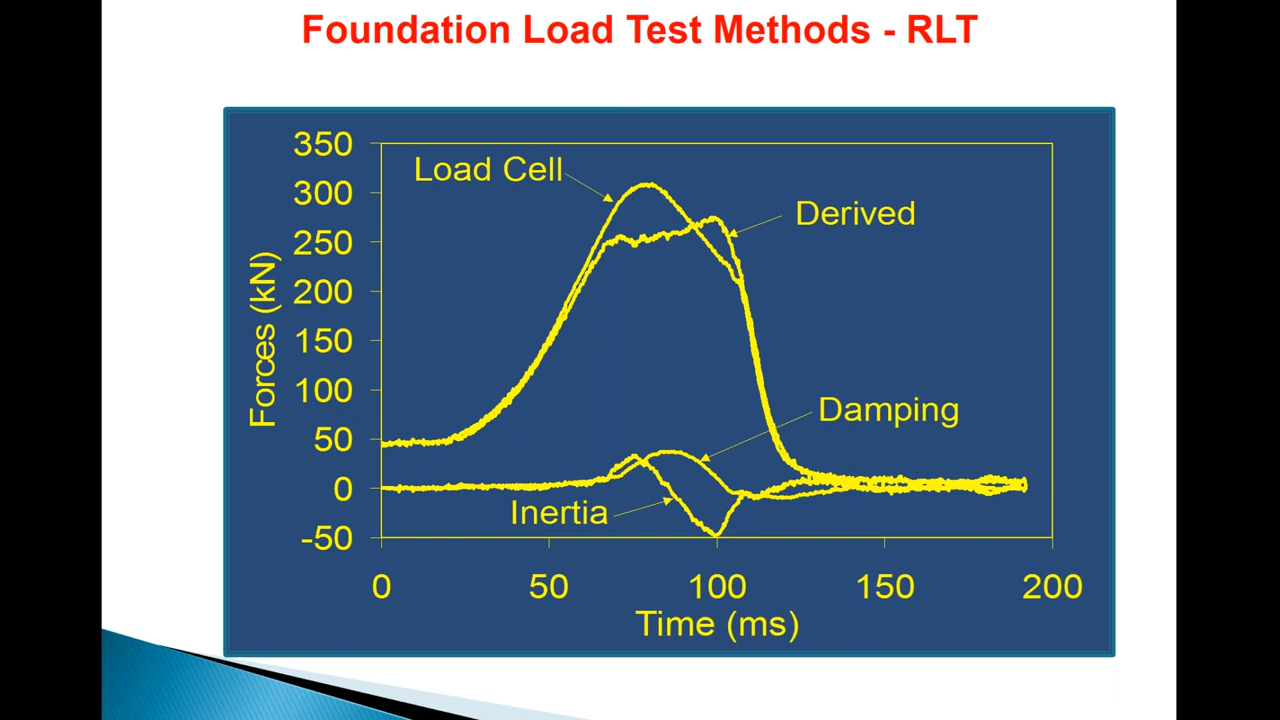 Foundation Load Test Methods - RLT
350
300
250
200
150
100
50
0
-50
Forces (kN)
Load Cell
Derived
Damping
Inertia
0 50 100 150 200
Time (ms)